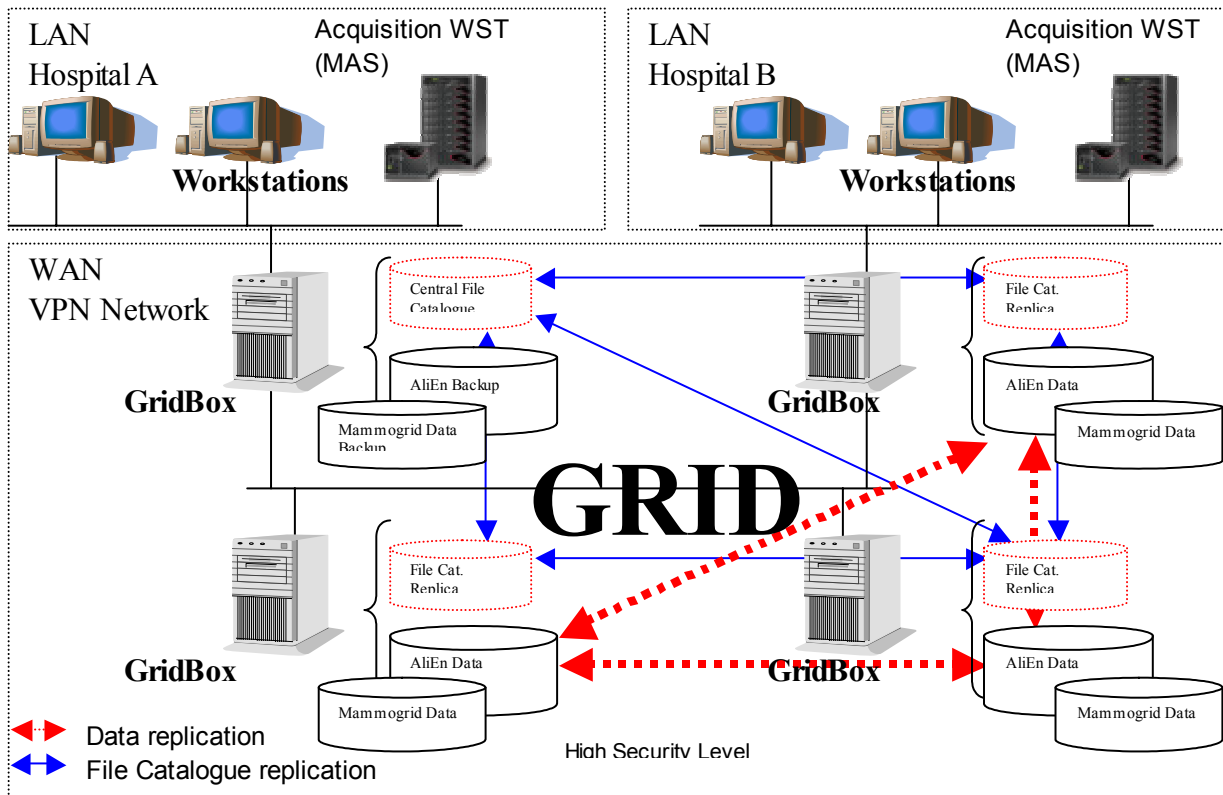 LAN
Hospital A
Acquisition WST
(MAS)
Workstations
LAN
Hospital B
Acquisition WST
(MAS)
Workstations
WAN
VPN Network
GridBox
Central File
Catalogue
AliEn Backup
Mammogrid Data
Backup
GridBox
File Cat.
Replica
AliEn Data
Mammogrid Data
GRID
GridBox
File Cat.
Replica
AliEn Data
Mammogrid Data
GridBox
File Cat.
Replica
AliEn Data
Mammogrid Data
Data replication
File Catalogue replication
High Security Level